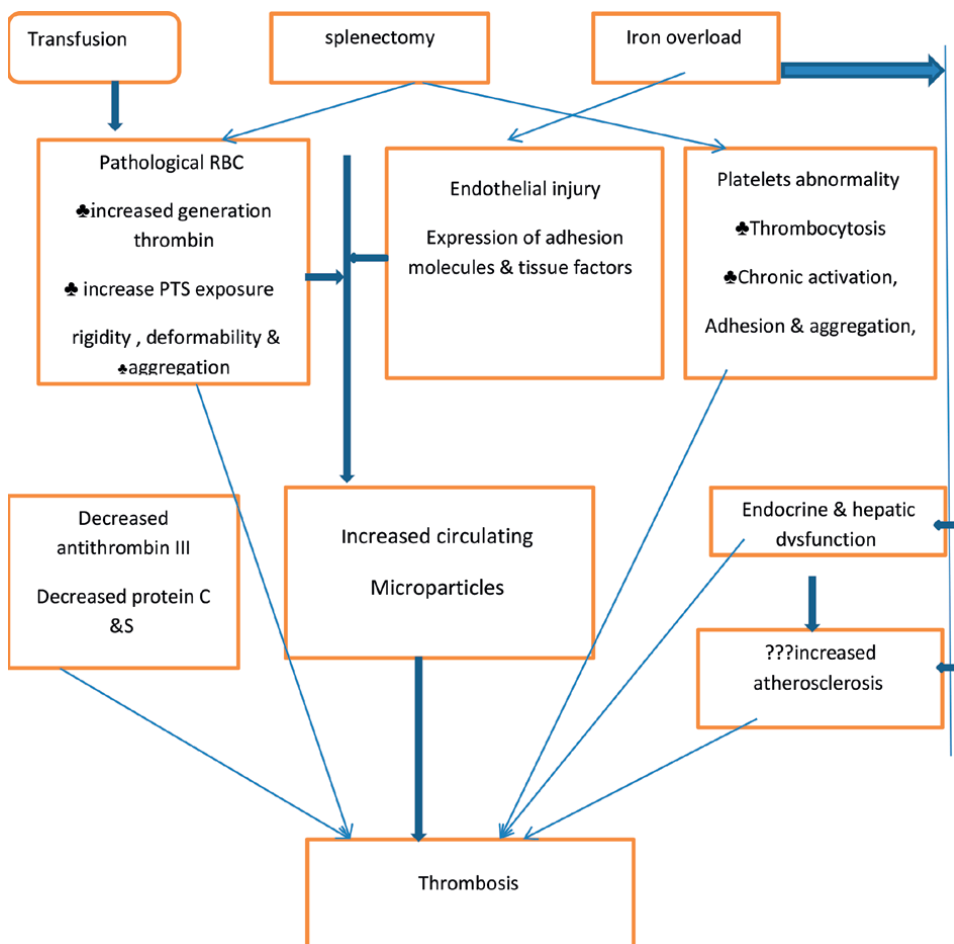 Transfusion
splenectomy
Iron overload
Pathological RBC
♣increased generation
thrombin
♣ increase PTS exposure
rigidity , deformability &
♣aggregation
Endothelial injury
Expression of adhesion
molecules & tissue factors
Platelets abnormality
♣Thrombocytosis
♣Chronic activation,
Adhesion & aggregation,
Decreased
antithrombin III
Decreased protein C
&S
Increased circulating
Microparticles
Endocrine & hepatic
dysfunction
???increased
atherosclerosis
Thrombosis